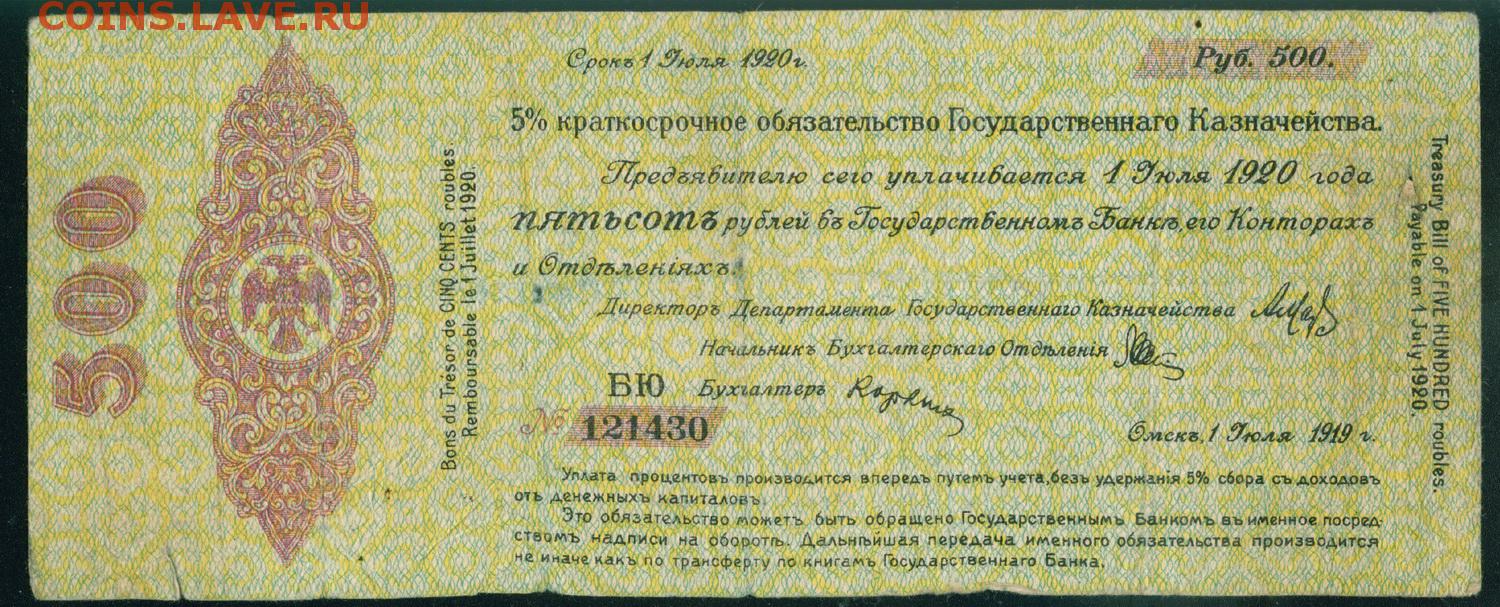 COINS.LAVE.RU
Срокъ 1 Июля 1920 г.
Руб. 500.
5% краткосрочное обязательство Государственнаго Казначейства.
Предъявителю сего уплачивается 1 Июля 1920 года
пятьсотъ рублей въ Государственномъ Банкѣ, его Конторахъ
и Отдѣленіяхъ.
Директоръ Департамента Государственнаго Казначейства
Начальникъ Бухгалтерскаго Отдѣленія
БЮ Бухгалтеръ
№ 121430
Омскъ, 1 Июля 1919 г.
Уплата процентовъ производится впередъ путемъ учета, безъ удержанія 5% сбора съ доходовъ
отъ денежныхъ капиталовъ.
Это обязательство можетъ быть обращено Государственнымъ Банкомъ въ именное посред-
ствомъ надписи на оборотѣ. Дальнѣйшая передача именного обязательства производится
не иначе какъ по трансферту по книгамъ Государственнаго Банка.
500
Bons du Tresor de CINQ CENTS roubles.
Remboursable le 1 Juillet 1920.
Treasury Bill of FIVE HUNDRED roubles.
Payable on 1 July 1920.